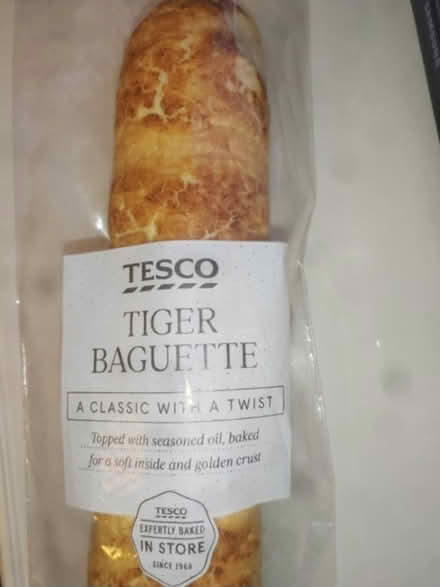 TESCO
TIGER
BAGUETTE
A CLASSIC WITH A TWIST
Topped with seasoned oil, baked
for a soft inside and golden crust
TESCO
EXPERTLY BAKED
IN STORE
SINCE 1968